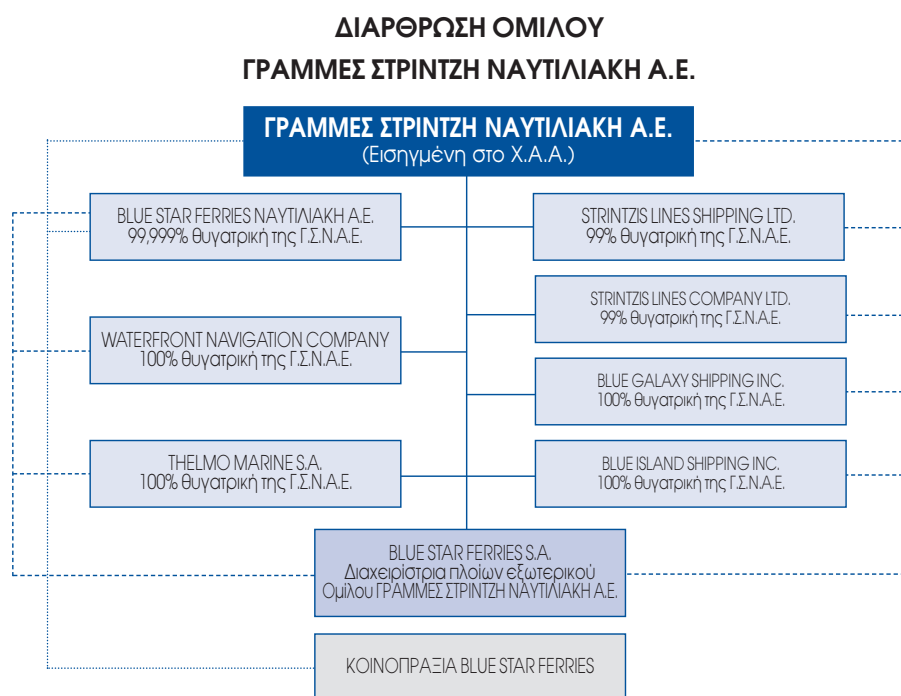 ΔΙΑΡΘΡΩΣΗ ΟΜΙΛΟΥ
ΓΡΑΜΜΕΣ ΣΤΡΙΝΤΖΗ ΝΑΥΤΙΛΙΑΚΗ Α.Ε.
ΓΡΑΜΜΕΣ ΣΤΡΙΝΤΖΗ ΝΑΥΤΙΛΙΑΚΗ Α.Ε.
(Εισηγμένη στο Χ.Α.Α.)
BLUE STAR FERRIES ΝΑΥΤΙΛΙΑΚΗ Α.Ε.
99,999% θυγατρική της Γ.Σ.Ν.Α.Ε.
STRINTZIS LINES SHIPPING LTD.
99% θυγατρική της Γ.Σ.Ν.Α.Ε.
STRINTZIS LINES COMPANY LTD.
99% θυγατρική της Γ.Σ.Ν.Α.Ε.
WATERFRONT NAVIGATION COMPANY
100% θυγατρική της Γ.Σ.Ν.Α.Ε.
BLUE GALAXY SHIPPING INC.
100% θυγατρική της Γ.Σ.Ν.Α.Ε.
THELMO MARINE S.A.
100% θυγατρική της Γ.Σ.Ν.Α.Ε.
BLUE ISLAND SHIPPING INC.
100% θυγατρική της Γ.Σ.Ν.Α.Ε.
BLUE STAR FERRIES S.A.
Διαχειρίστρια πλοίων εξωτερικού
Ομίλου ΓΡΑΜΜΕΣ ΣΤΡΙΝΤΖΗ ΝΑΥΤΙΛΙΑΚΗ Α.Ε.
ΚΟΙΝΟΠΡΑΞΙΑ BLUE STAR FERRIES